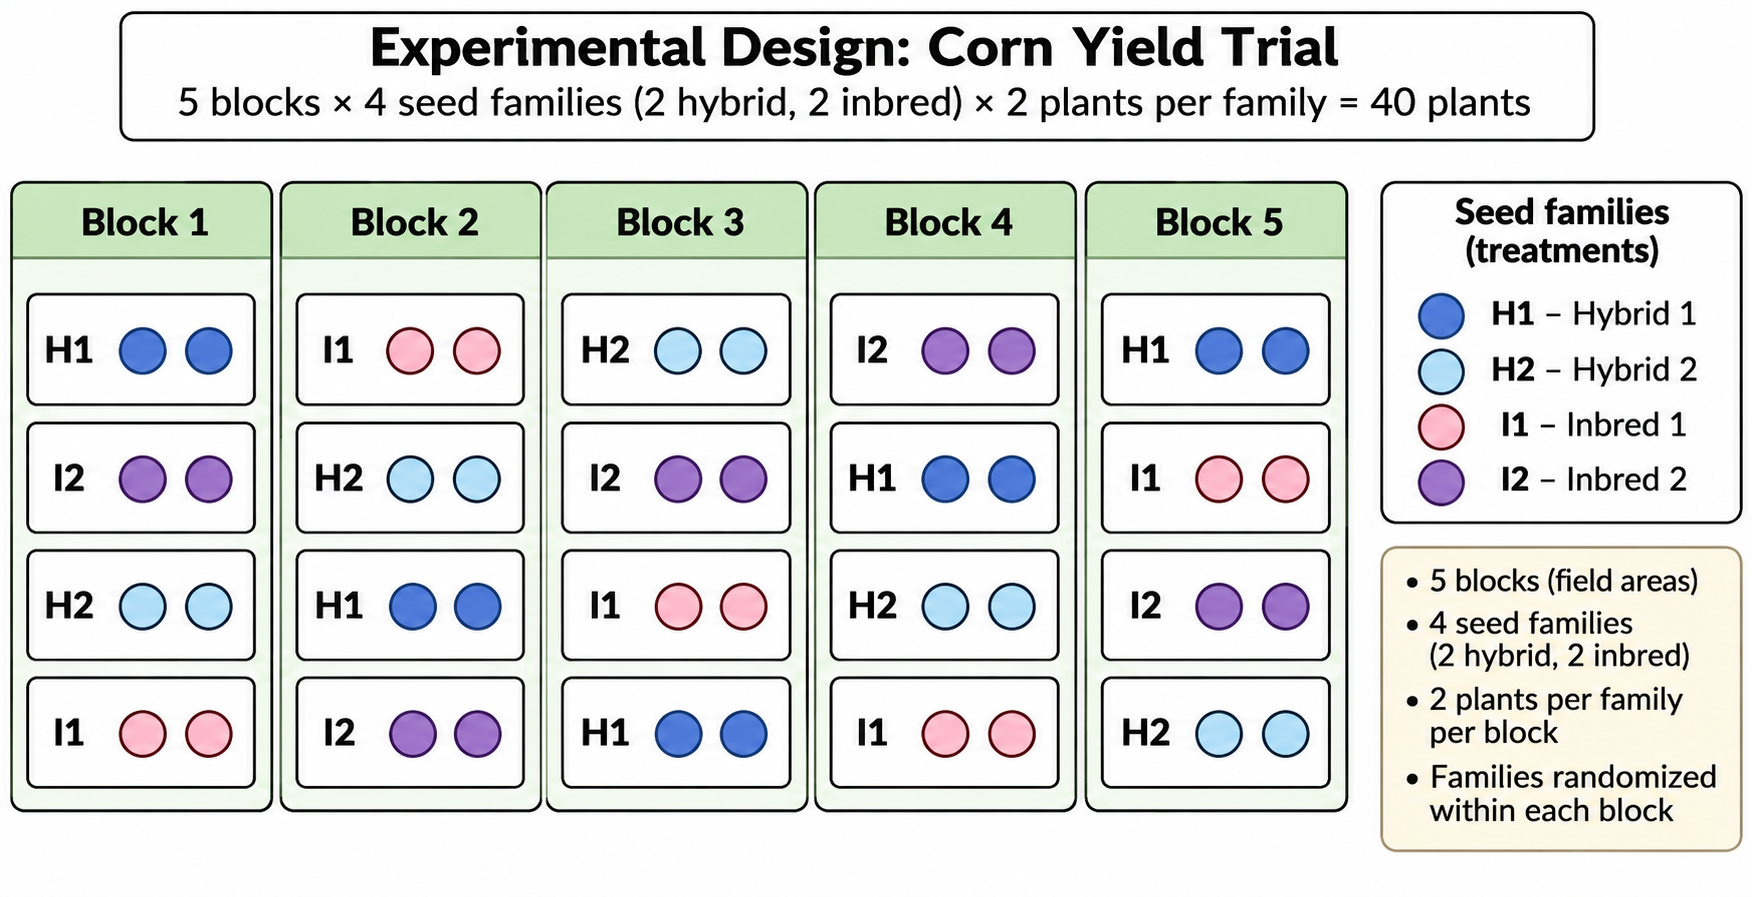 Experimental Design: Corn Yield Trial
5 blocks × 4 seed families (2 hybrid, 2 inbred) × 2 plants per family = 40 plants
Block 1
H1
I2
H2
I1
Block 2
I1
H2
H1
I2
Block 3
H2
I2
I1
H1
Block 4
I2
H1
H2
I1
Block 5
H1
I1
I2
H2
Seed families
(treatments)
H1 – Hybrid 1
H2 – Hybrid 2
I1 – Inbred 1
I2 – Inbred 2
• 5 blocks (field areas)
• 4 seed families
(2 hybrid, 2 inbred)
• 2 plants per family
per block
• Families randomized
within each block